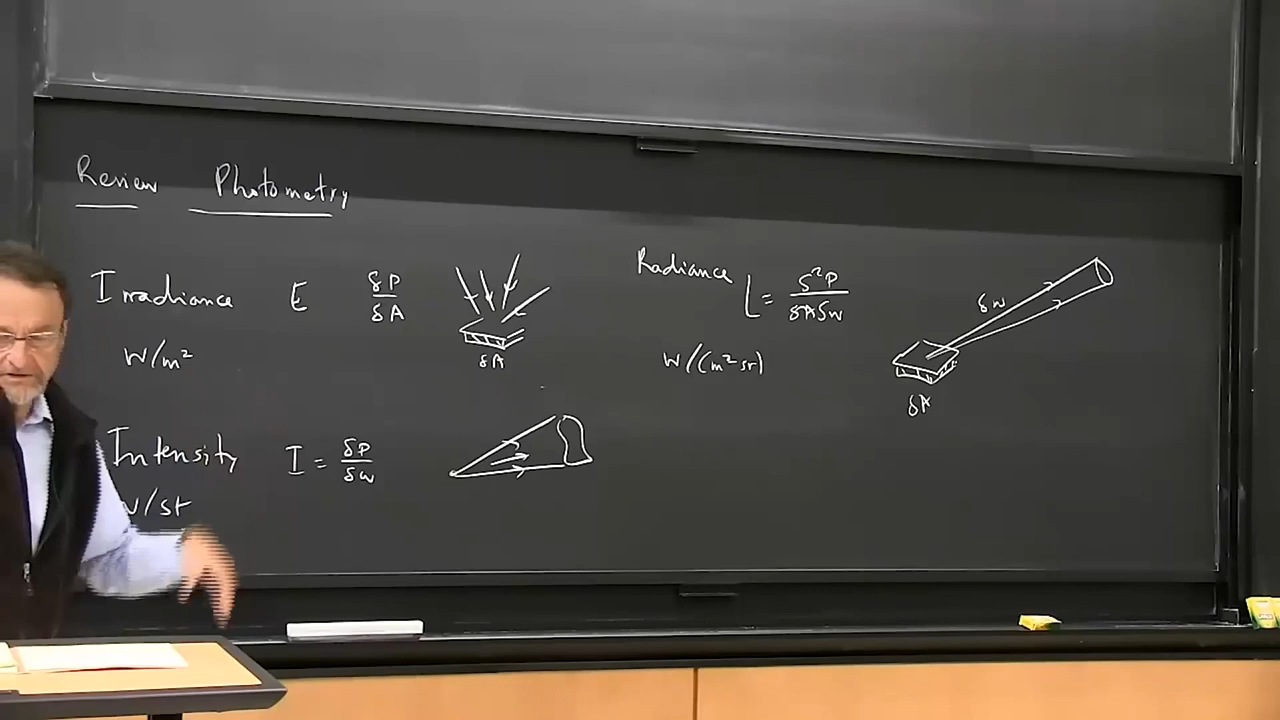 Review Photometry
Irradiance E δP/δA
δA
W/m²
Intensity I = δP/δω
W/sr
Radiance L = δ²P/δAδω
W/(m² sr)
δω
δA